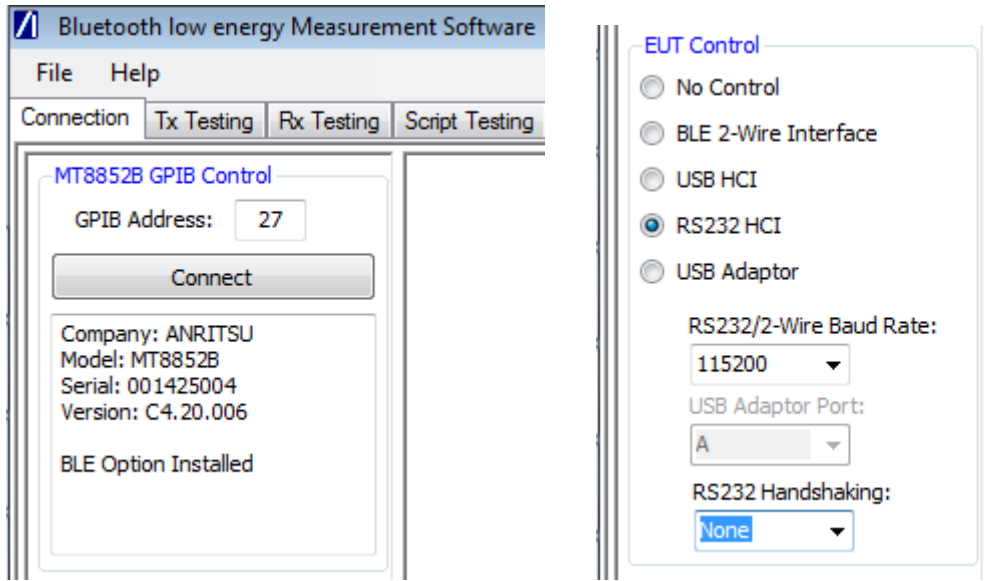 Bluetooth low energy Measurement Software
File Help
Connection Tx Testing Rx Testing Script Testing
MT8852B GPIB Control
GPIB Address: 27
Connect
Company: ANRITSU
Model: MT8852B
Serial: 001425004
Version: C4.20.006
BLE Option Installed
EUT Control
No Control
BLE 2-Wire Interface
USB HCI
RS232 HCI
USB Adaptor
RS232/2-Wire Baud Rate:
115200
USB Adaptor Port:
A
RS232 Handshaking:
None